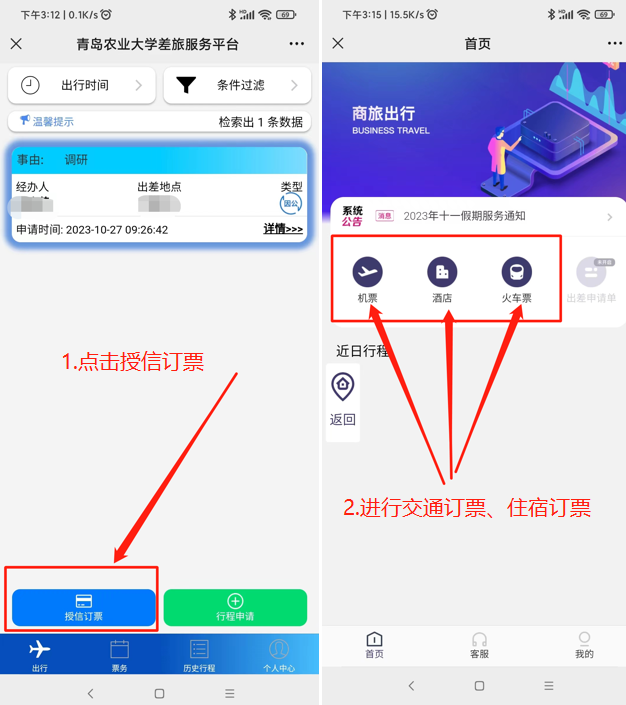 下午3:12 | 0.1K/s
69
青岛农业大学差旅服务平台
出行时间
条件过滤
温馨提示
检索出 1 条数据
事由: 调研
经办人
出差地点
类型
因公
申请时间: 2023-10-27 09:26:42
详情>>>
1.点击授信订票
授信订票
行程申请
出行
票务
历史行程
个人中心
下午3:15 | 15.5K/s
69
首页
商旅出行
BUSINESS TRAVEL
系统
公告
消息
2023年十一假期服务通知
机票
酒店
火车票
出差申请单
近日行程
返回
2.进行交通订票、住宿订票
首页
客服
我的